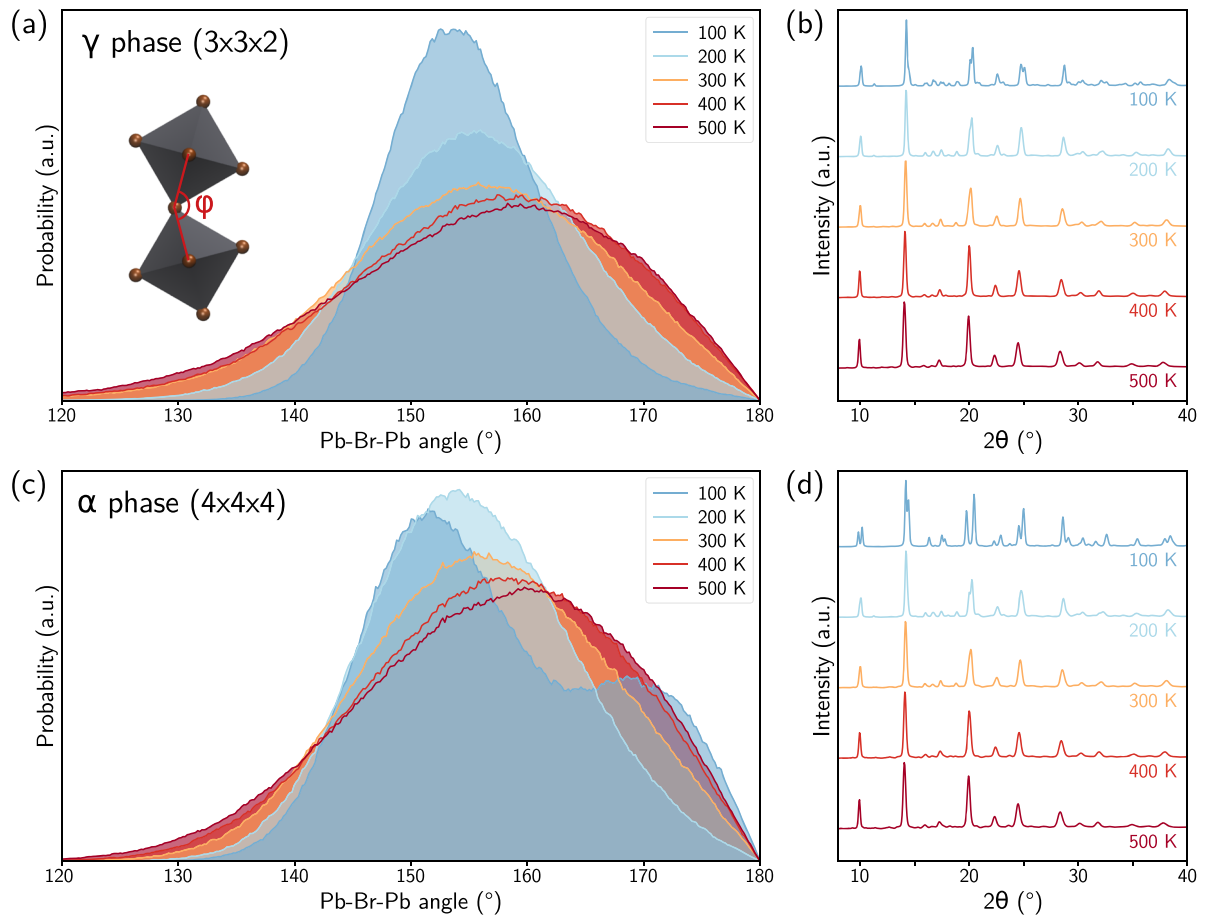 (a)
γ phase (3x3x2)
φ
100 K
200 K
300 K
400 K
500 K
Probability (a.u.)
120 130 140 150 160 170 180
Pb-Br-Pb angle (°)
(b)
100 K
200 K
300 K
400 K
500 K
Intensity (a.u.)
10 20 30 40
2θ (°)
(c)
α phase (4x4x4)
100 K
200 K
300 K
400 K
500 K
Probability (a.u.)
120 130 140 150 160 170 180
Pb-Br-Pb angle (°)
(d)
100 K
200 K
300 K
400 K
500 K
Intensity (a.u.)
10 20 30 40
2θ (°)